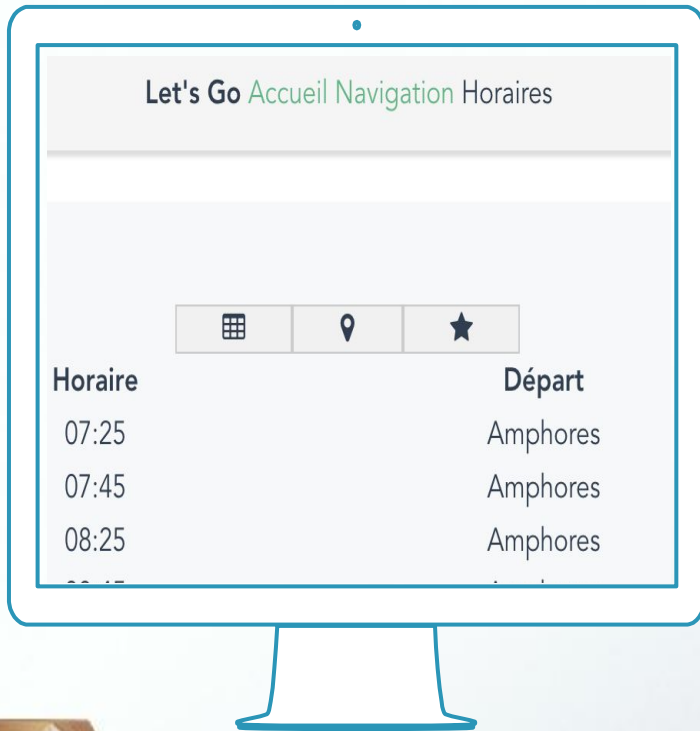 Let's Go Accueil Navigation Horaires
Horaire Départ
07:25 Amphores
07:45 Amphores
08:25 Amphores